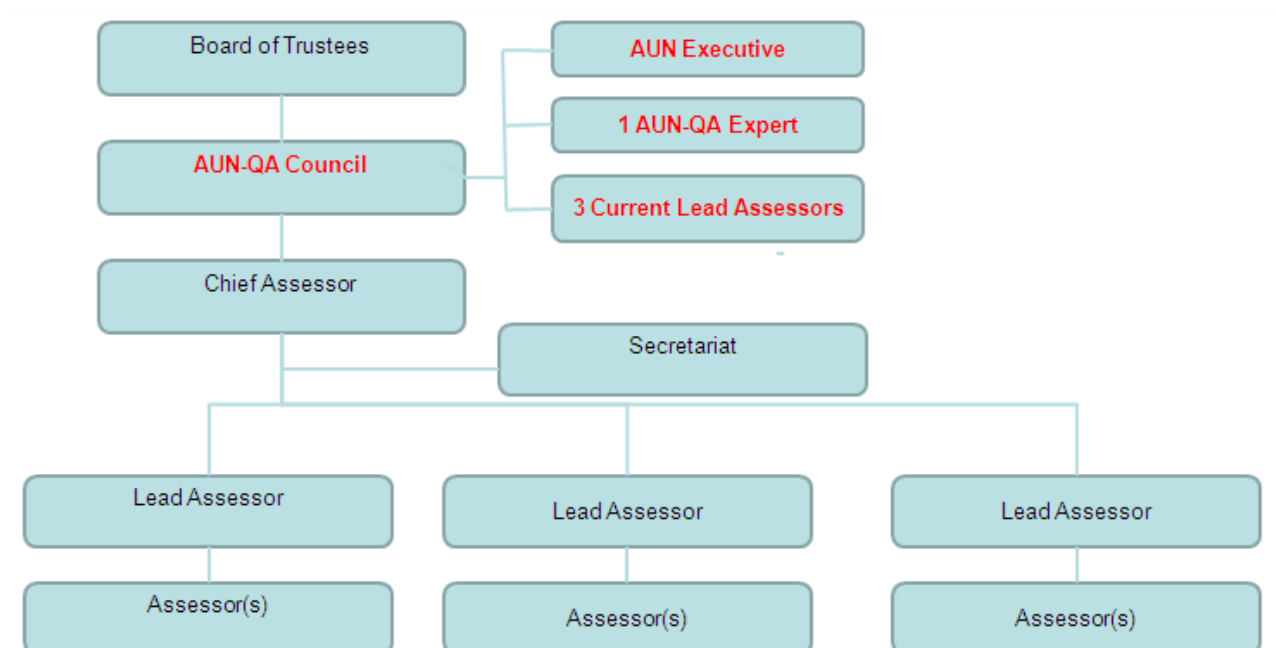 Board of Trustees
AUN Executive
1 AUN-QA Expert
AUN-QA Council
3 Current Lead Assessors
Chief Assessor
Secretariat
Lead Assessor
Lead Assessor
Lead Assessor
Assessor(s)
Assessor(s)
Assessor(s)